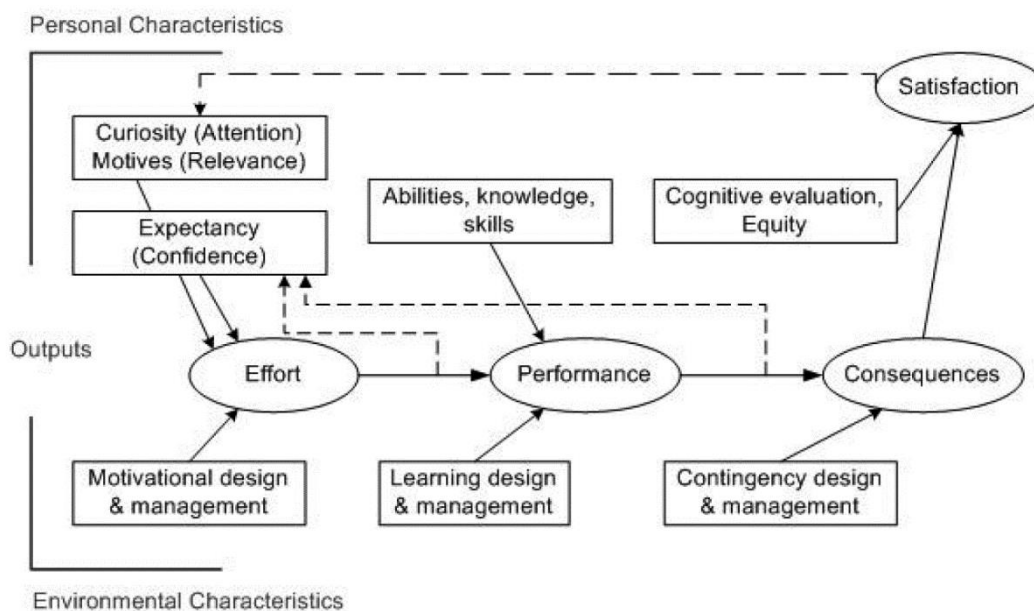 Personal Characteristics
Satisfaction
Curiosity (Attention)
Motives (Relevance)
Abilities, knowledge,
skills
Cognitive evaluation,
Equity
Expectancy
(Confidence)
Outputs
Effort
Performance
Consequences
Motivational design
& management
Learning design
& management
Contingency design
& management
Environmental Characteristics